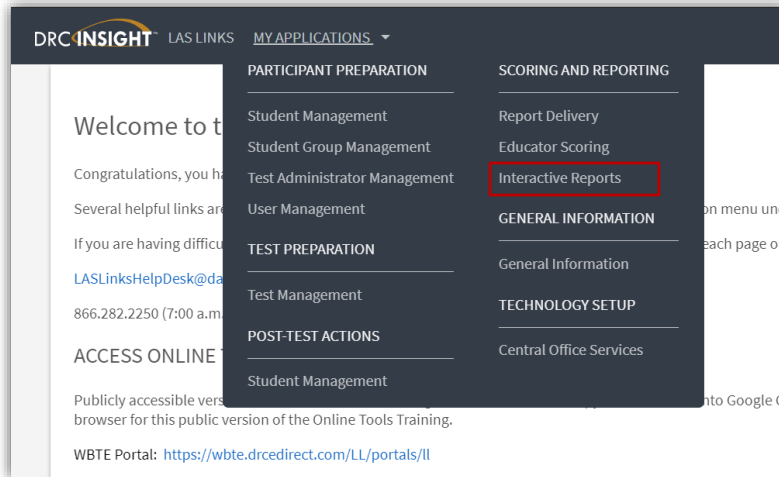 DRC INSIGHT LAS LINKS MY APPLICATIONS
PARTICIPANT PREPARATION
Student Management
Student Group Management
Test Administrator Management
User Management
TEST PREPARATION
Test Management
POST-TEST ACTIONS
Student Management
SCORING AND REPORTING
Report Delivery
Educator Scoring
Interactive Reports
GENERAL INFORMATION
General Information
TECHNOLOGY SETUP
Central Office Services
Welcome to t
Congratulations, you ha
Several helpful links are on menu un
If you are having difficu each page o
LASLinksHelpDesk@da
866.282.2250 (7:00 a.m.
ACCESS ONLINE
Publicly accessible vers nto Google
browser for this public version of the Online Tools Training.
WBTE Portal: https://wbte.drcedirect.com/LL/portals/ll